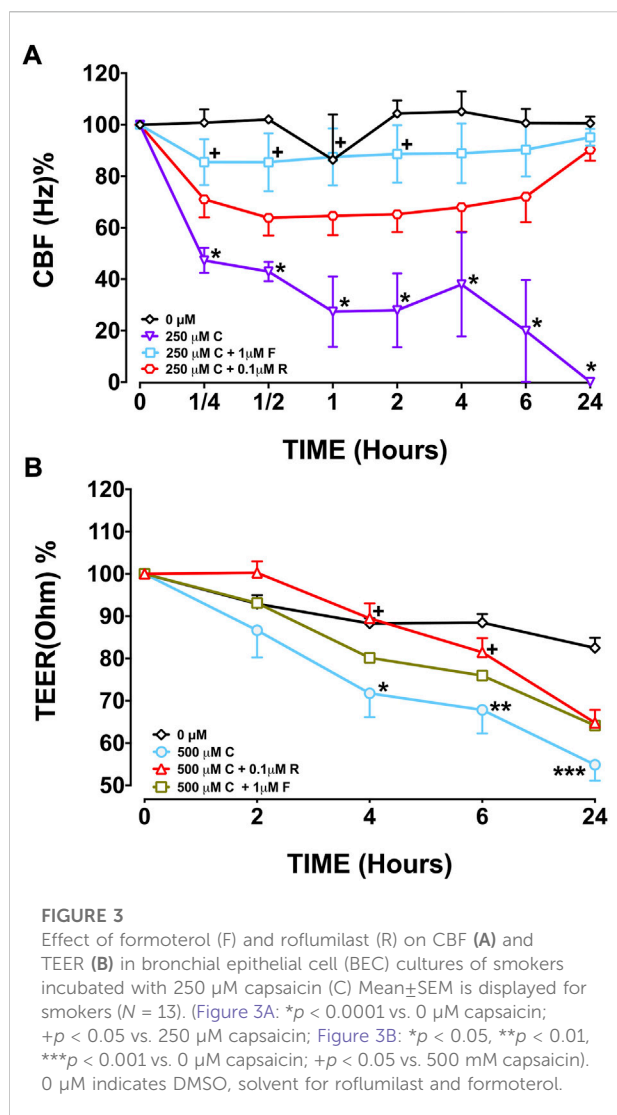 A
120
100
80
60
40
20
0
CBF (Hz)%
+
+
+
+
*
*
*
*
*
*
*
0 µM
250 µM C
250 µM C + 1µM F
250 µM C + 0.1µM R
0 1/4 1/2 1 2 4 6 24
TIME (Hours)
B
120
110
100
90
80
70
60
50
TEER(Ohm) %
+
+
*
**
***
0 µM
500 µM C
500 µM C + 0.1µM R
500 µM C + 1µM F
0 2 4 6 24
TIME (Hours)
FIGURE 3
Effect of formoterol (F) and roflumilast (R) on CBF (A) and
TEER (B) in bronchial epithelial cell (BEC) cultures of smokers
incubated with 250 µM capsaicin (C) Mean±SEM is displayed for
smokers (N = 13). (Figure 3A: *p < 0.0001 vs. 0 µM capsaicin;
+p < 0.05 vs. 250 µM capsaicin; Figure 3B: *p < 0.05, **p < 0.01,
***p < 0.001 vs. 0 µM capsaicin; +p < 0.05 vs. 500 mM capsaicin).
0 µM indicates DMSO, solvent for roflumilast and formoterol.